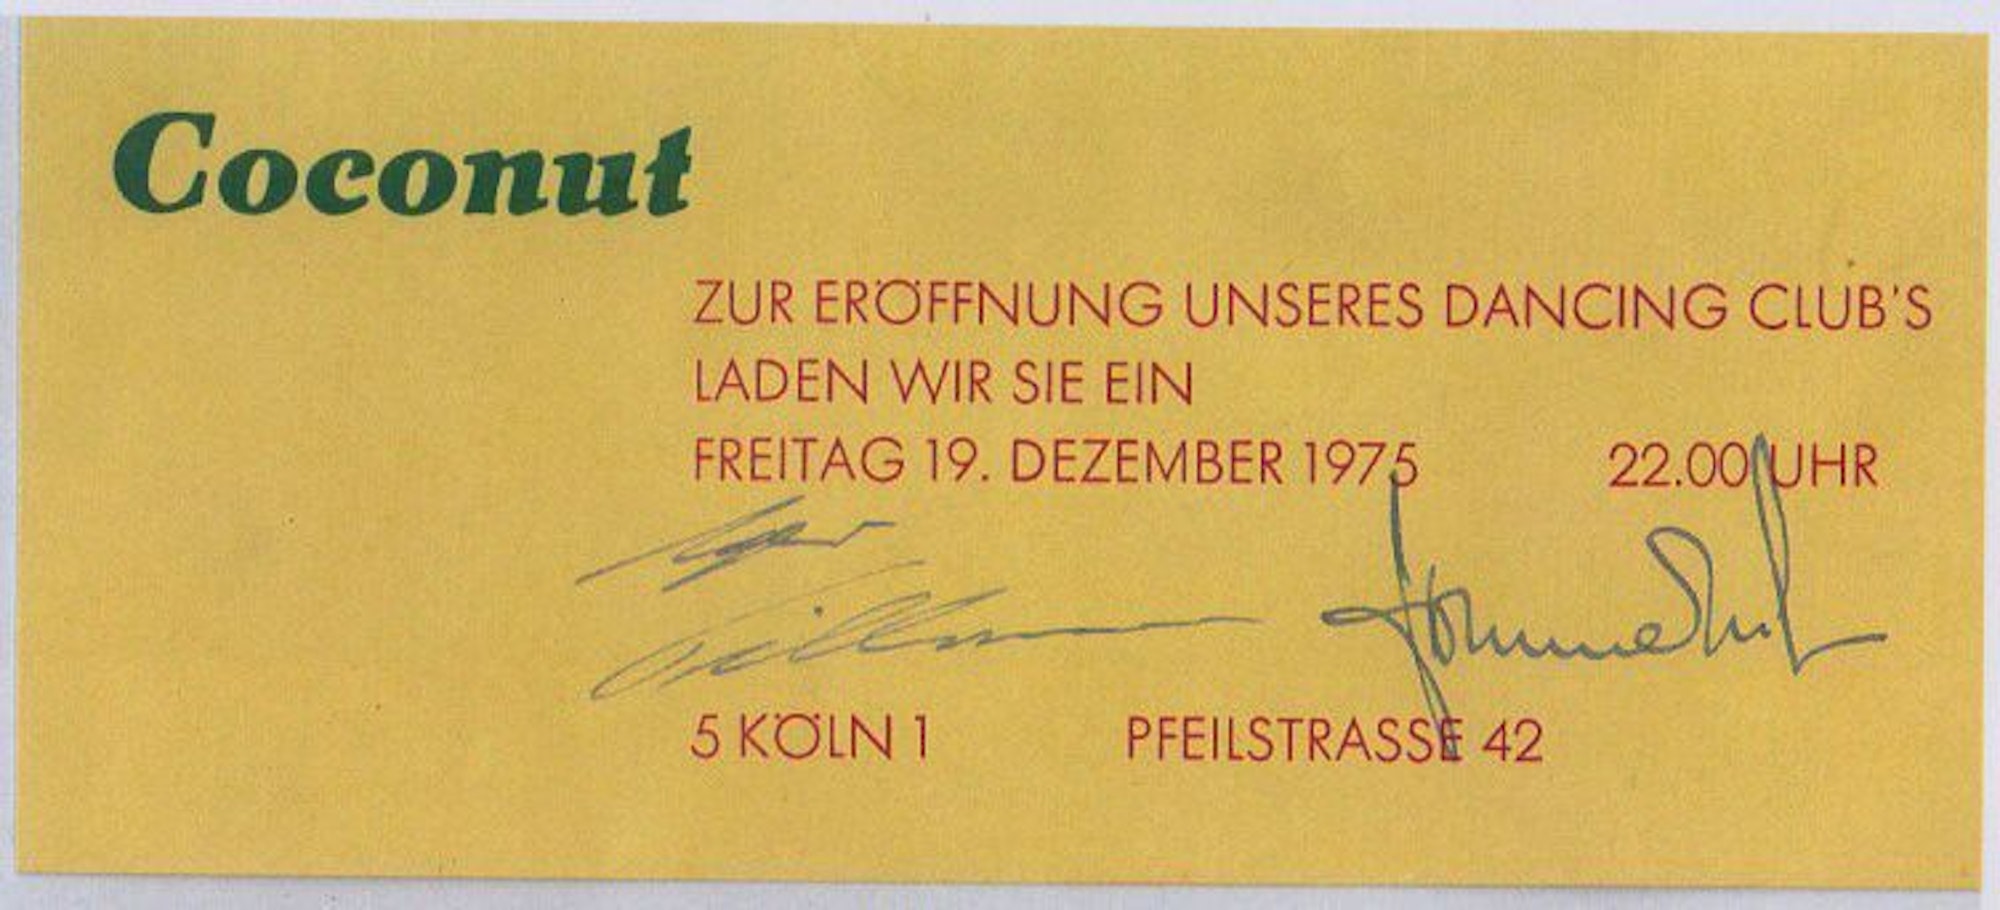 Coconut
ZUR ERÖFFNUNG UNSERES DANCING CLUB'S
LADEN WIR SIE EIN
FREITAG 19. DEZEMBER 1975 22.00 UHR
5 KÖLN 1 PFEILSTRASSE 42